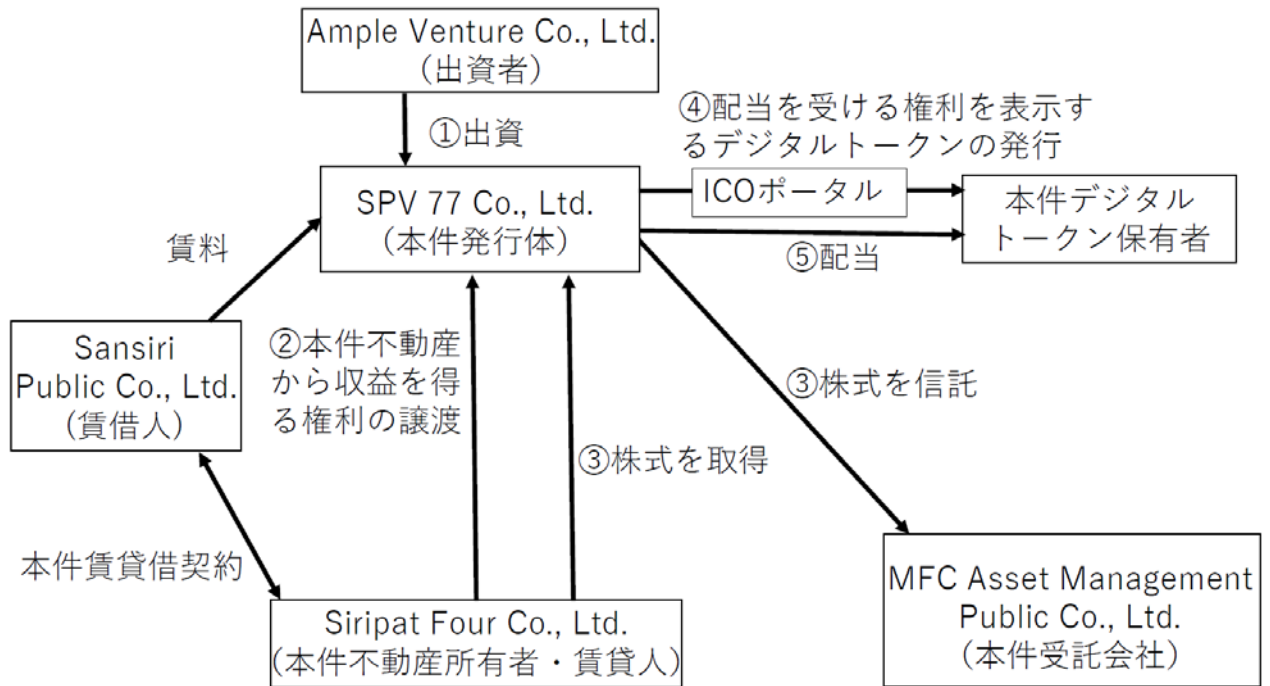 Ample Venture Co., Ltd.
(出資者)
①出資
④配当を受ける権利を表示す
るデジタルトークンの発行
SPV 77 Co., Ltd.
(本件発行体)
ICOポータル
本件デジタル
トークン保有者
⑤配当
賃料
Sansiri
Public Co., Ltd.
(賃借人)
②本件不動産
から収益を得
る権利の譲渡
③株式を取得
③株式を信託
本件賃貸借契約
Siripat Four Co., Ltd.
(本件不動産所有者・賃貸人)
MFC Asset Management
Public Co., Ltd.
(本件受託会社)